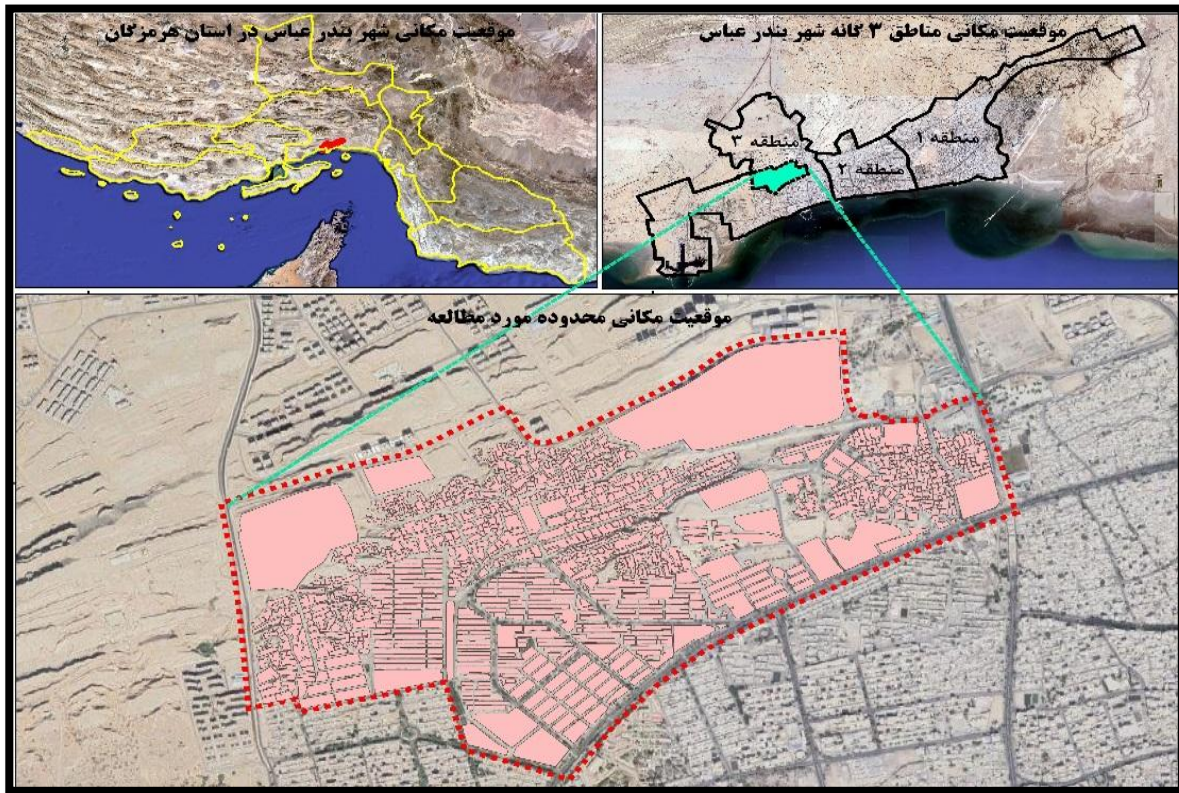 موقعیت مکانی مناطق ۳ گانه شهر بندر عباس
منطقه ۱
منطقه ۲
منطقه ۳
موقعیت مکانی شهر بندر عباس در استان هرمزگان
موقعیت مکانی محدوده مورد مطالعه